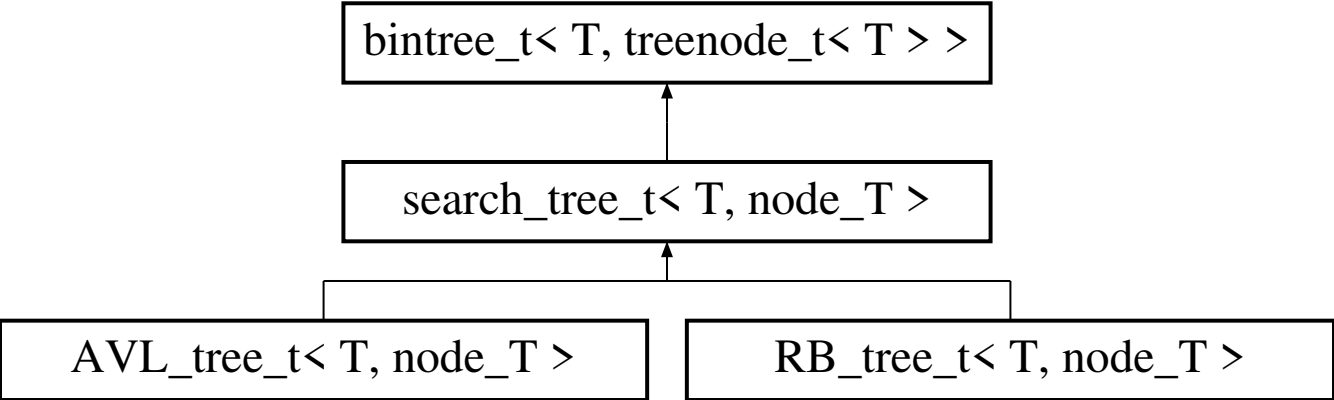 bintree_t< T, treenode_t< T > >
search_tree_t< T, node_T >
AVL_tree_t< T, node_T >
RB_tree_t< T, node_T >